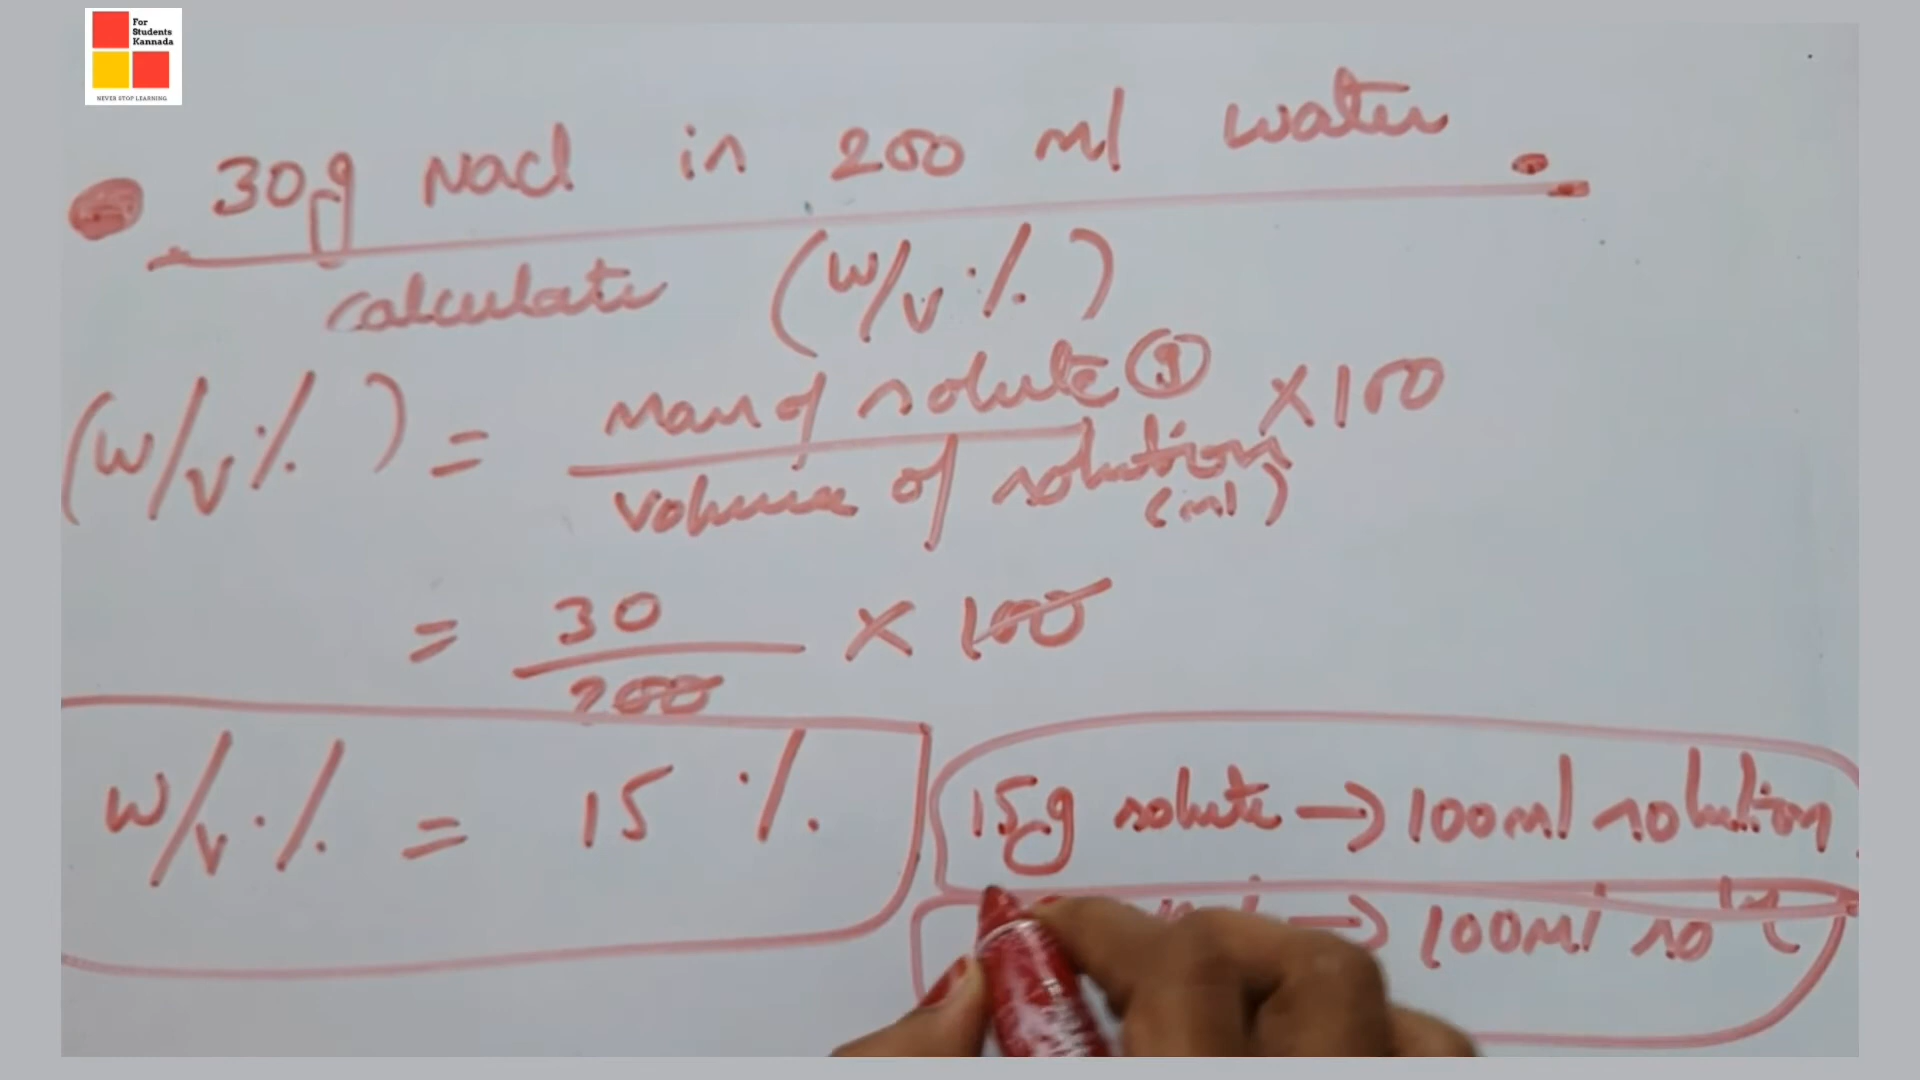 For
Students
Kannada
NEVER STOP LEARNING
30g Nacl in 200 ml water
calculate (w/v %)
(w/v %) = Mass of solute (g) / volume of solution (ml) × 100
= 30 / 200 × 100
w/v % = 15 %
15g solute → 100ml solution
→ 100ml soln